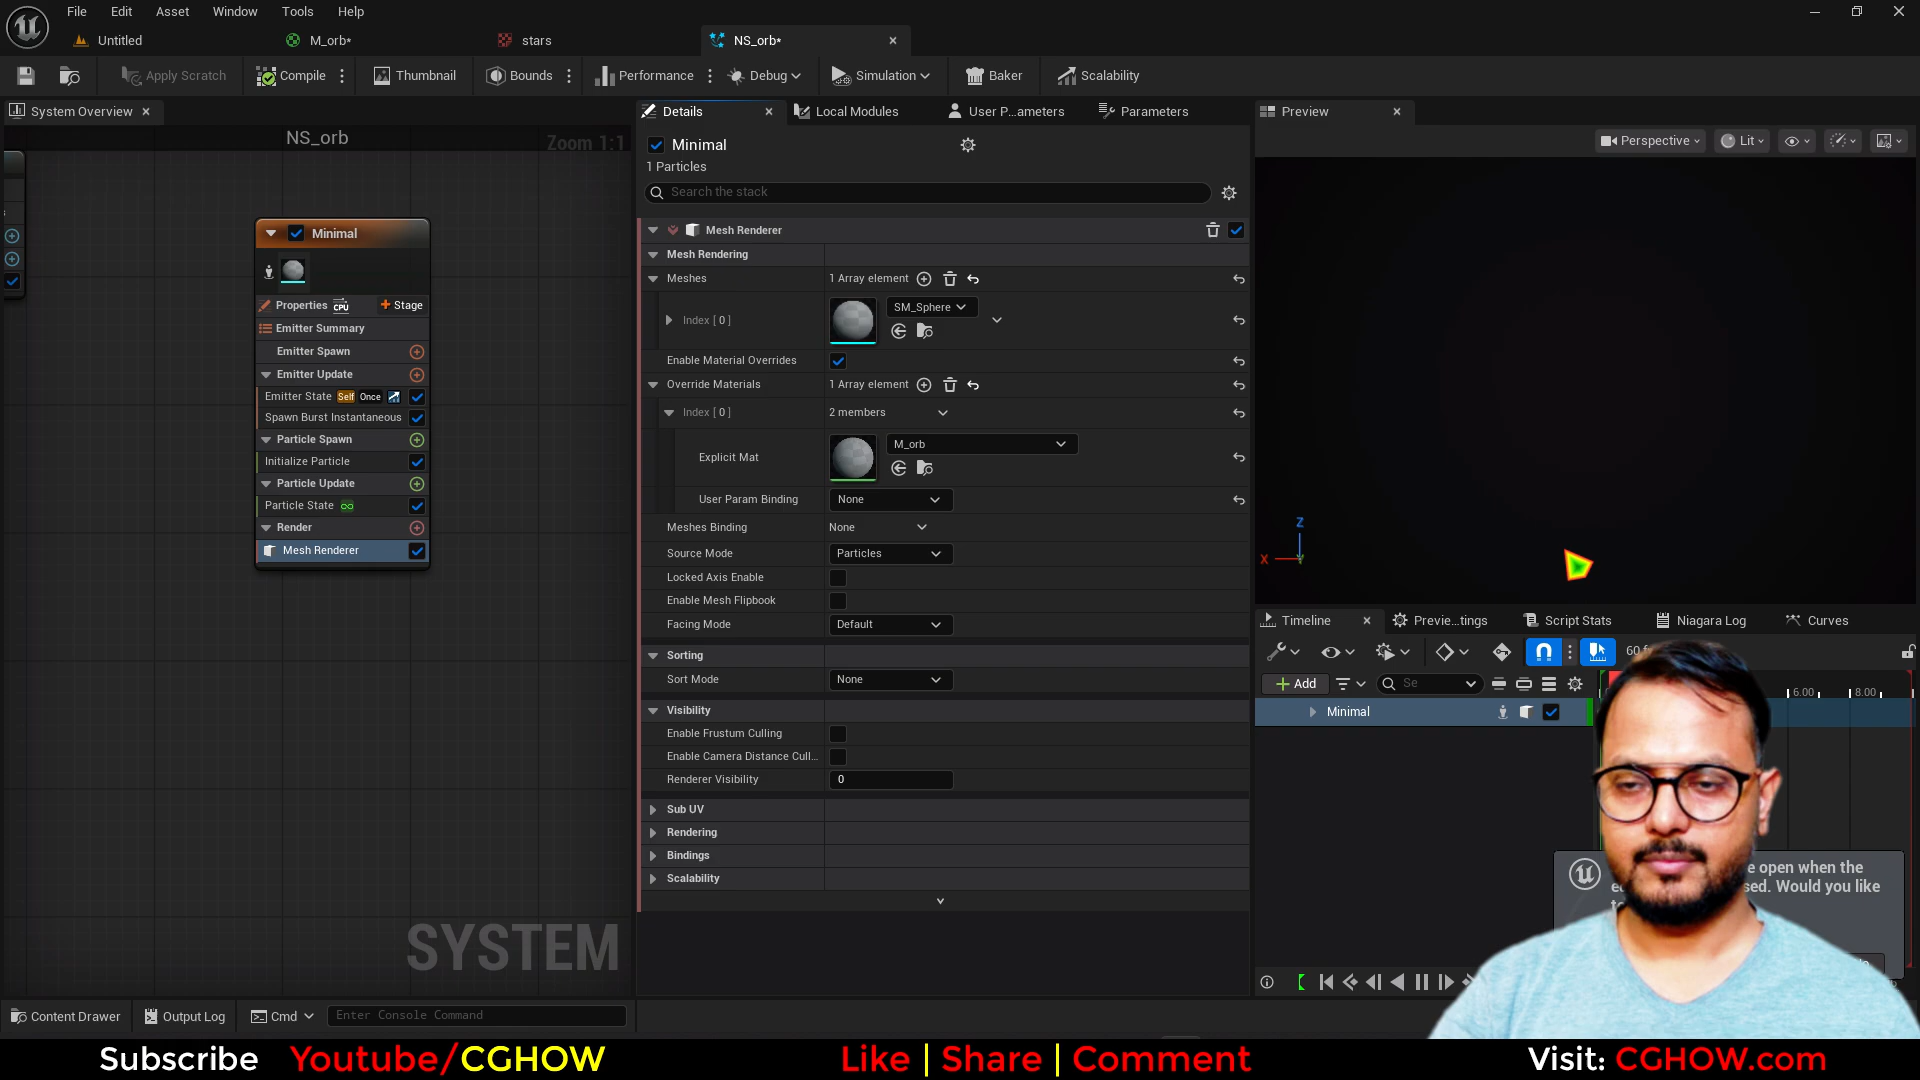 File Edit Asset Window Tools Help
Untitled M_orb* stars NS_orb*
Apply Scratch Compile Thumbnail Bounds Performance Debug Simulation Baker Scalability
System Overview
NS_orb
Zoom 1:1
Minimal
Properties CPU Stage
Emitter Summary
Emitter Spawn
Emitter Update
Emitter State Self Once
Spawn Burst Instantaneous
Particle Spawn
Initialize Particle
Particle Update
Particle State
Render
Mesh Renderer
SYSTEM
Details Local Modules User P...ameters Parameters
Minimal
1 Particles
Search the stack
Mesh Renderer
Mesh Rendering
Meshes 1 Array element
Index [ 0 ] SM_Sphere
Enable Material Overrides
Override Materials 1 Array element
Index [ 0 ] 2 members
Explicit Mat M_orb
User Param Binding None
Meshes Binding None
Source Mode Particles
Locked Axis Enable
Enable Mesh Flipbook
Facing Mode Default
Sorting
Sort Mode None
Visibility
Enable Frustum Culling
Enable Camera Distance Cull...
Renderer Visibility 0
Sub UV
Rendering
Bindings
Scalability
Preview
Perspective Lit
Z
X
Timeline Previe...tings Script Stats Niagara Log Curves
60
Add Se 6.00 8.00
Minimal
open when the
Would you like
Content Drawer Output Log Cmd Enter Console Command
Subscribe Youtube/CGHOW Like | Share | Comment Visit: CGHOW.com